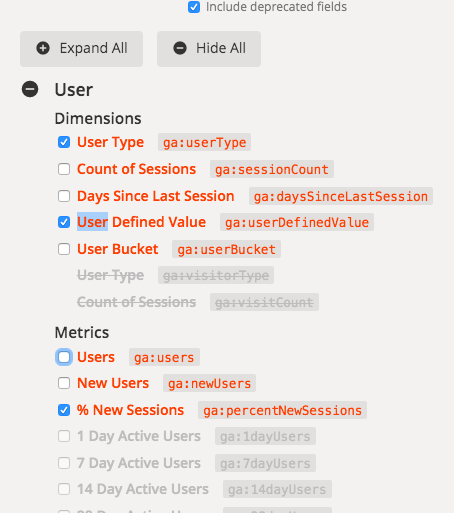 Include deprecated fields
Expand All Hide All
User
Dimensions
User Type ga:userType
Count of Sessions ga:sessionCount
Days Since Last Session ga:daysSinceLastSession
User Defined Value ga:userDefinedValue
User Bucket ga:userBucket
User Type ga:visitorType
Count of Sessions ga:visitCount
Metrics
Users ga:users
New Users ga:newUsers
% New Sessions ga:percentNewSessions
1 Day Active Users ga:1dayUsers
7 Day Active Users ga:7dayUsers
14 Day Active Users ga:14dayUsers